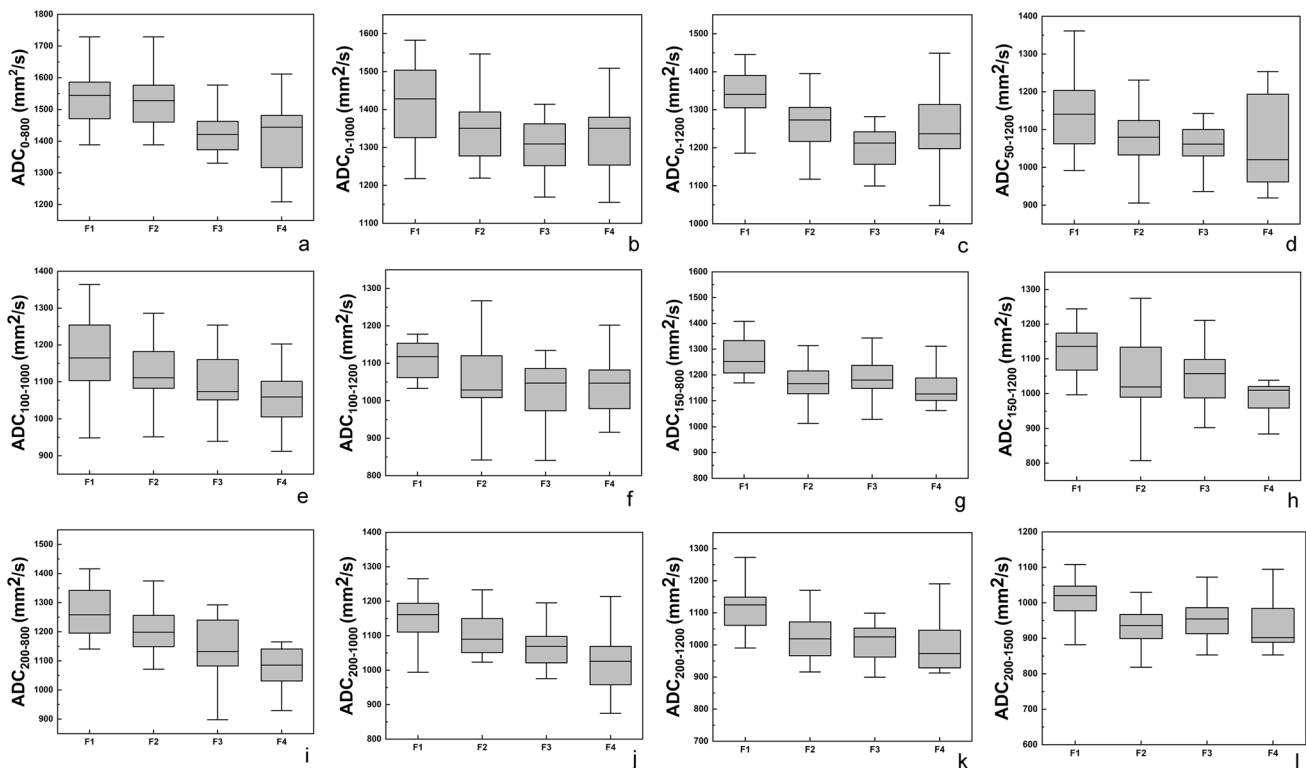 ADC0-800 (mm2/s)
1800
1700
1600
1500
1400
1300
1200
F1 F2 F3 F4
a
ADC0-1000 (mm2/s)
1600
1500
1400
1300
1200
1100
F1 F2 F3 F4
b
ADC0-1200 (mm2/s)
1500
1400
1300
1200
1100
1000
F1 F2 F3 F4
c
ADC50-1200 (mm2/s)
1400
1300
1200
1100
1000
900
F1 F2 F3 F4
d
ADC100-1000 (mm2/s)
1400
1300
1200
1100
1000
900
F1 F2 F3 F4
e
ADC100-1200 (mm2/s)
1300
1200
1100
1000
900
800
F1 F2 F3 F4
f
ADC150-800 (mm2/s)
1600
1500
1400
1300
1200
1100
1000
900
800
F1 F2 F3 F4
g
ADC150-1200 (mm2/s)
1300
1200
1100
1000
900
800
F1 F2 F3 F4
h
ADC200-800 (mm2/s)
1500
1400
1300
1200
1100
1000
900
F1 F2 F3 F4
i
ADC200-1000 (mm2/s)
1400
1300
1200
1100
1000
900
800
F1 F2 F3 F4
j
ADC200-1200 (mm2/s)
1300
1200
1100
1000
900
800
700
F1 F2 F3 F4
k
ADC200-1500 (mm2/s)
1200
1100
1000
900
800
700
600
F1 F2 F3 F4
l